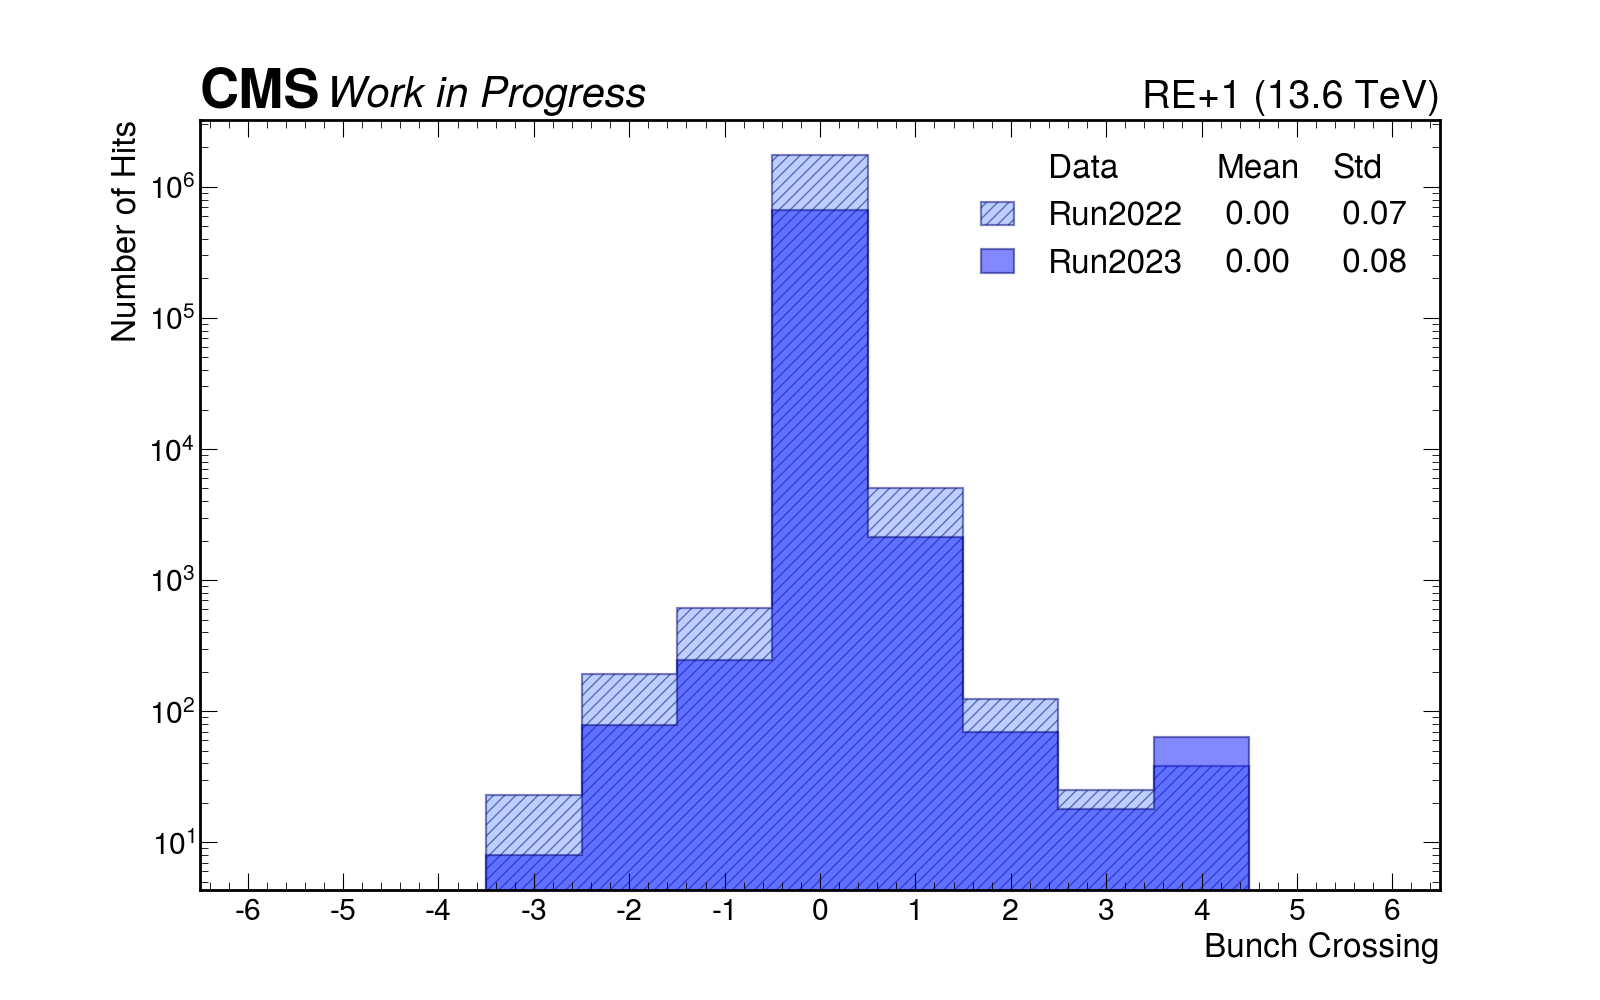 CMS Work in Progress
RE+1 (13.6 TeV)
Number of Hits
Data Mean Std
Run2022 0.00 0.07
Run2023 0.00 0.08
10⁶
10⁵
10⁴
10³
10²
10¹
-6 -5 -4 -3 -2 -1 0 1 2 3 4 5 6
Bunch Crossing